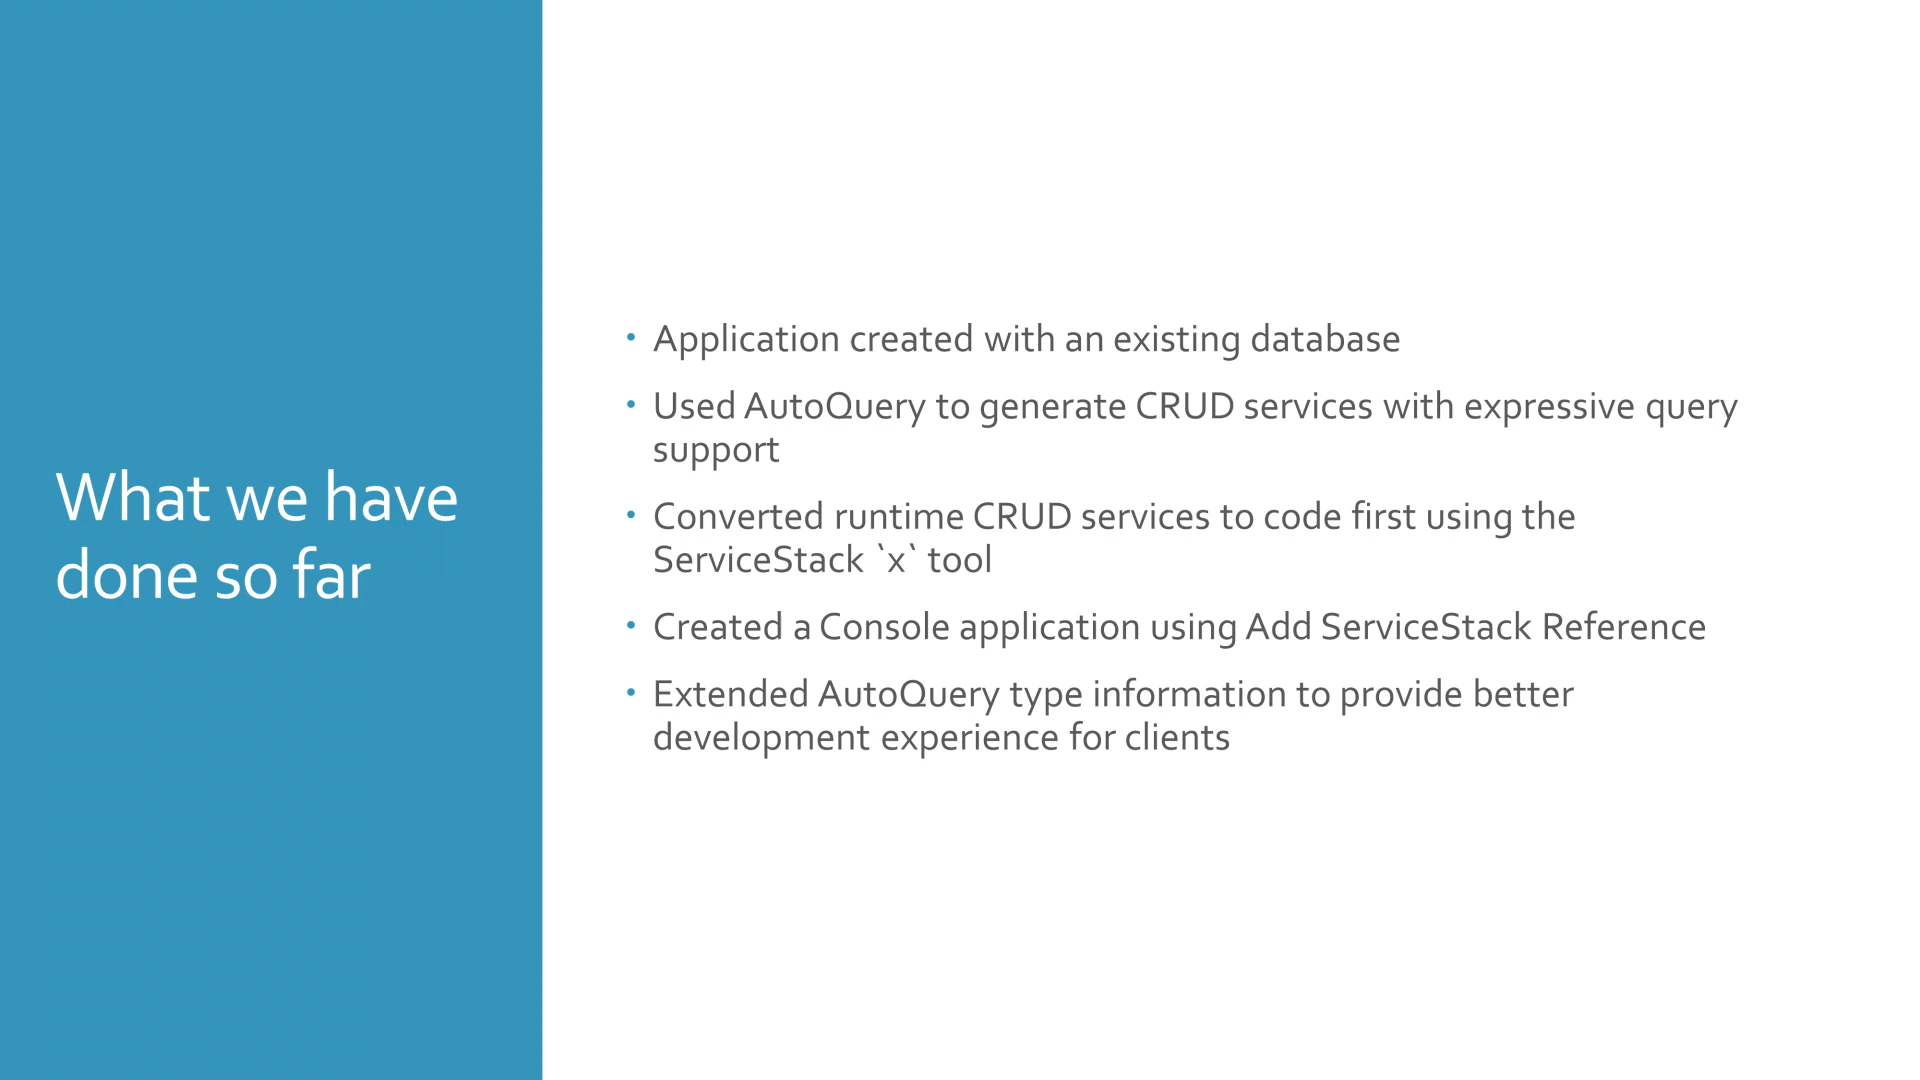 What we have
done so far
• Application created with an existing database
• Used AutoQuery to generate CRUD services with expressive query
support
• Converted runtime CRUD services to code first using the
ServiceStack `x` tool
• Created a Console application using Add ServiceStack Reference
• Extended AutoQuery type information to provide better
development experience for clients